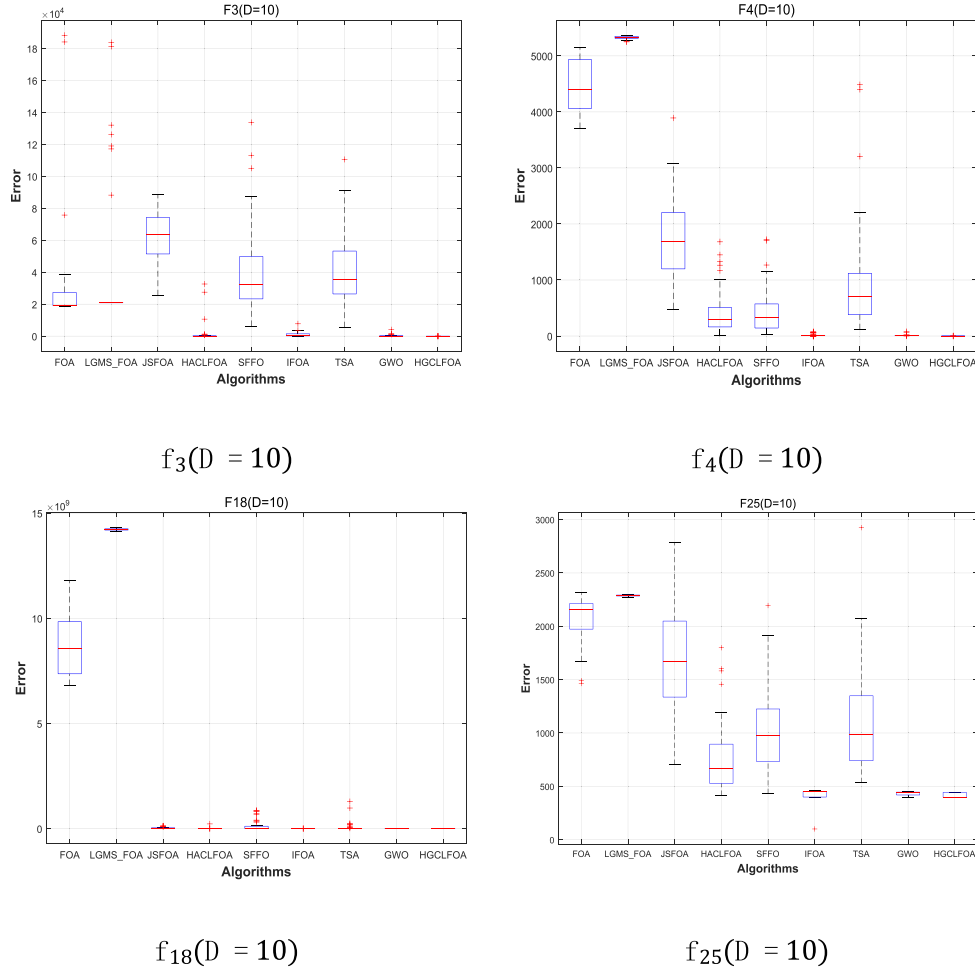 F3(D=10)
× 10^4
18
16
14
12
10
8
6
4
2
0
Error
FOA LGMS_FOA JSFOA HACLFOA SFFO IFOA TSA GWO HGCLFOA
Algorithms
f3(D = 10)
F4(D=10)
5000
4000
3000
2000
1000
0
Error
FOA LGMS_FOA JSFOA HACLFOA SFFO IFOA TSA GWO HGCLFOA
Algorithms
f4(D = 10)
F18(D=10)
× 10^9
15
10
5
0
Error
FOA LGMS_FOA JSFOA HACLFOA SFFO IFOA TSA GWO HGCLFOA
Algorithms
f18(D = 10)
F25(D=10)
3000
2500
2000
1500
1000
500
0
Error
FOA LGMS_FOA JSFOA HACLFOA SFFO IFOA TSA GWO HGCLFOA
Algorithms
f25(D = 10)